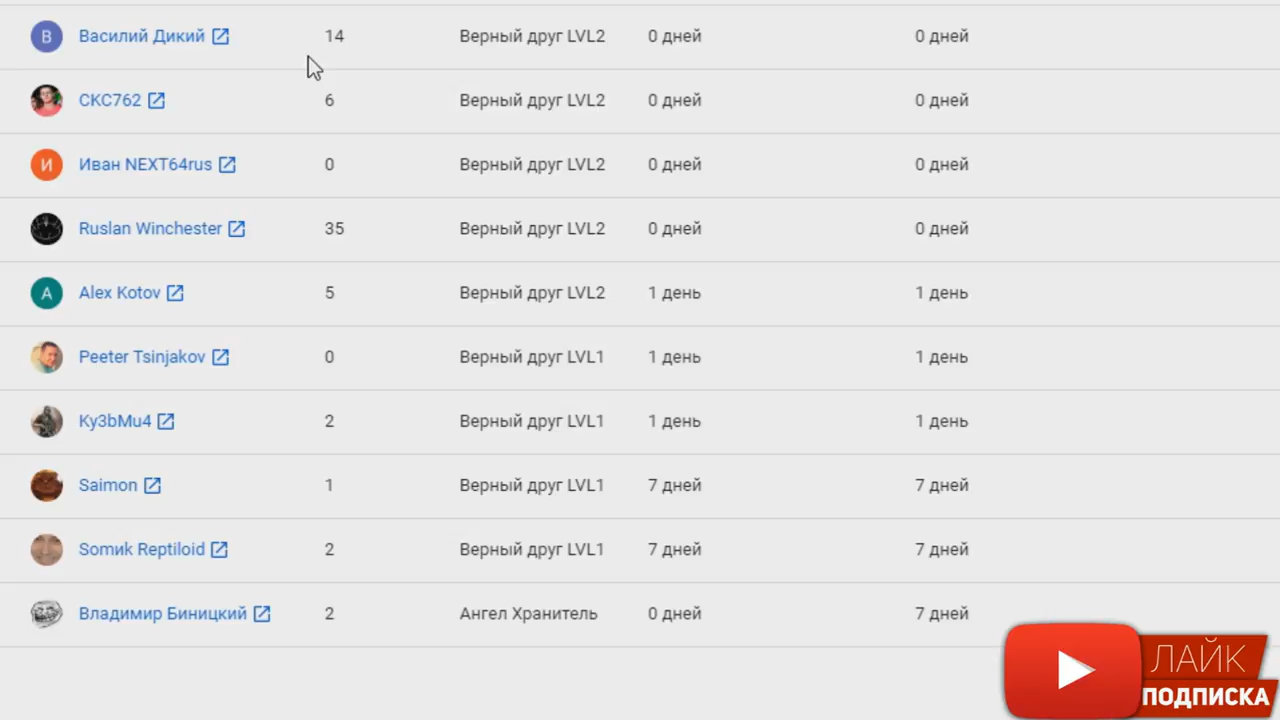 В Василий Дикий 14 Верный друг LVL2 0 дней 0 дней
СКС762 6 Верный друг LVL2 0 дней 0 дней
И Иван NEXT64rus 0 Верный друг LVL2 0 дней 0 дней
Ruslan Winchester 35 Верный друг LVL2 0 дней 0 дней
A Alex Kotov 5 Верный друг LVL2 1 день 1 день
Peeter Tsinjakov 0 Верный друг LVL1 1 день 1 день
Ky3bMu4 2 Верный друг LVL1 1 день 1 день
Saimon 1 Верный друг LVL1 7 дней 7 дней
Soмиk Reptiloid 2 Верный друг LVL1 7 дней 7 дней
Владимир Биницкий 2 Ангел Хранитель 0 дней 7 дней
ЛАЙК
ПОДПИСКА